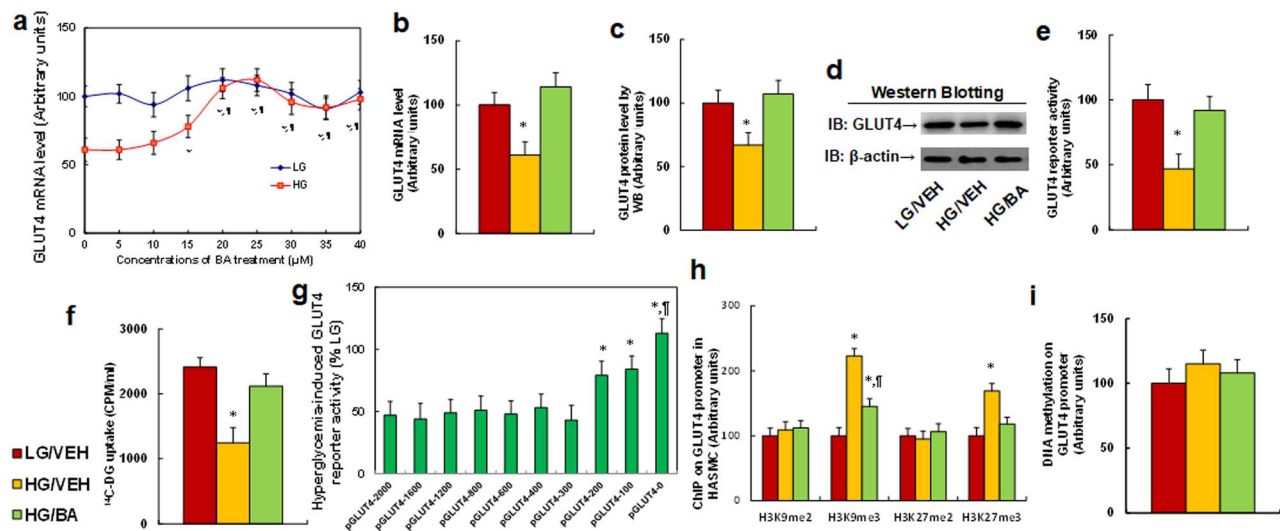 a
GLUT4 mRNA level (Arbitrary units)
150
100
50
0
LG
HG
0 5 10 15 20 25 30 35 40
Concentrations of BA treatment (µM)
b
GLUT4 mRNA level
(Arbitrary units)
150
100
50
0
*
c
GLUT4 protein level by
WB (Arbitrary units)
150
100
50
0
*
d
Western Blotting
IB: GLUT4→
IB: β-actin→
LG/VEH HG/VEH HG/BA
e
GLUT4 reporter activity
(Arbitrary units)
150
100
50
0
*
f
¹⁴C-DG uptake (CPM/ml)
3000
2000
1000
0
*
LG/VEH
HG/VEH
HG/BA
g
Hyperglycemia-induced GLUT4
reporter activity (% LG)
150
100
50
0
*
*
*,¶
pGLUT4-2000 pGLUT4-1600 pGLUT4-1200 pGLUT4-800 pGLUT4-600 pGLUT4-400 pGLUT4-300 pGLUT4-200 pGLUT4-100 pGLUT4-0
h
ChIP on GLUT4 promoter in
HASMC (Arbitrary units)
300
200
100
0
*
*,¶
*
H3K9me2 H3K9me3 H3K27me2 H3K27me3
i
DNA methylation on
GLUT4 promoter
(Arbitrary units)
150
100
50
0